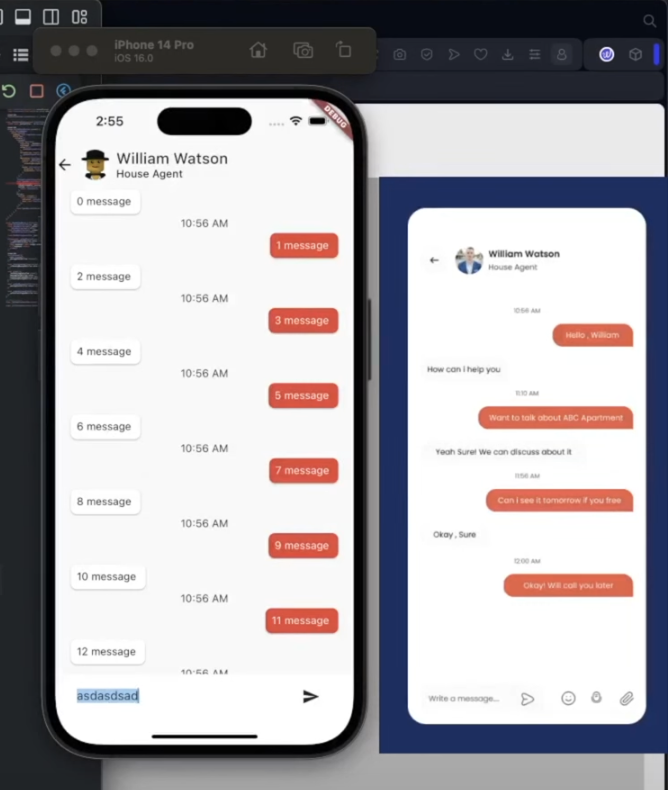 iPhone 14 Pro
iOS 16.0
2:55
DEBUG
William Watson
House Agent
0 message
10:56 AM
1 message
2 message
10:56 AM
3 message
4 message
10:56 AM
5 message
6 message
10:56 AM
7 message
8 message
10:56 AM
9 message
10 message
10:56 AM
11 message
12 message
10:56 AM
asdasdsad
William Watson
House Agent
10:56 AM
Hello , William
How can i help you
11:12 AM
Want to talk about ABC Apartment
Yeah Sure! We can discuss about it
11:56 AM
Can I see it tomorrow if you free
Okay , Sure
12:00 AM
Okay! Will call you later
Write a message...